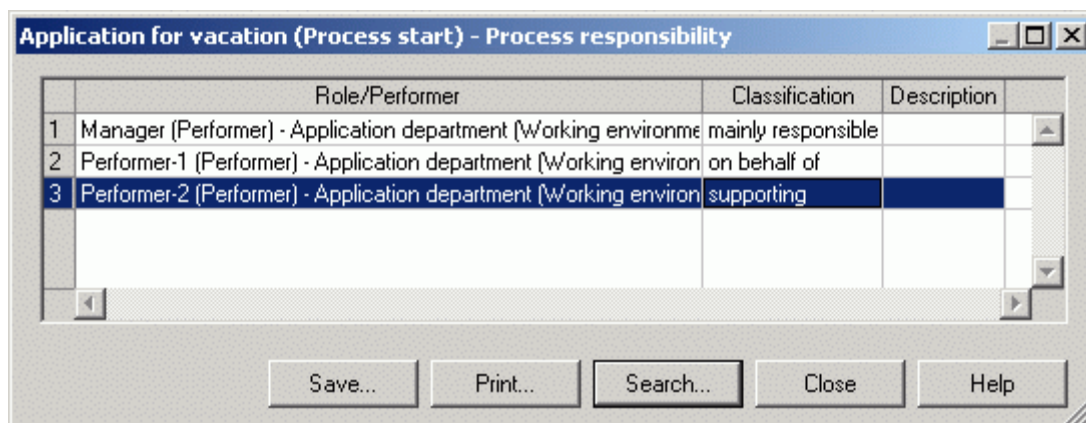 Application for vacation (Process start) - Process responsibility
Role/Performer Classification Description
1 Manager (Performer) - Application department (Working environme mainly responsible
2 Performer-1 (Performer) - Application department (Working environ on behalf of
3 Performer-2 (Performer) - Application department (Working environ supporting
Save... Print... Search... Close Help